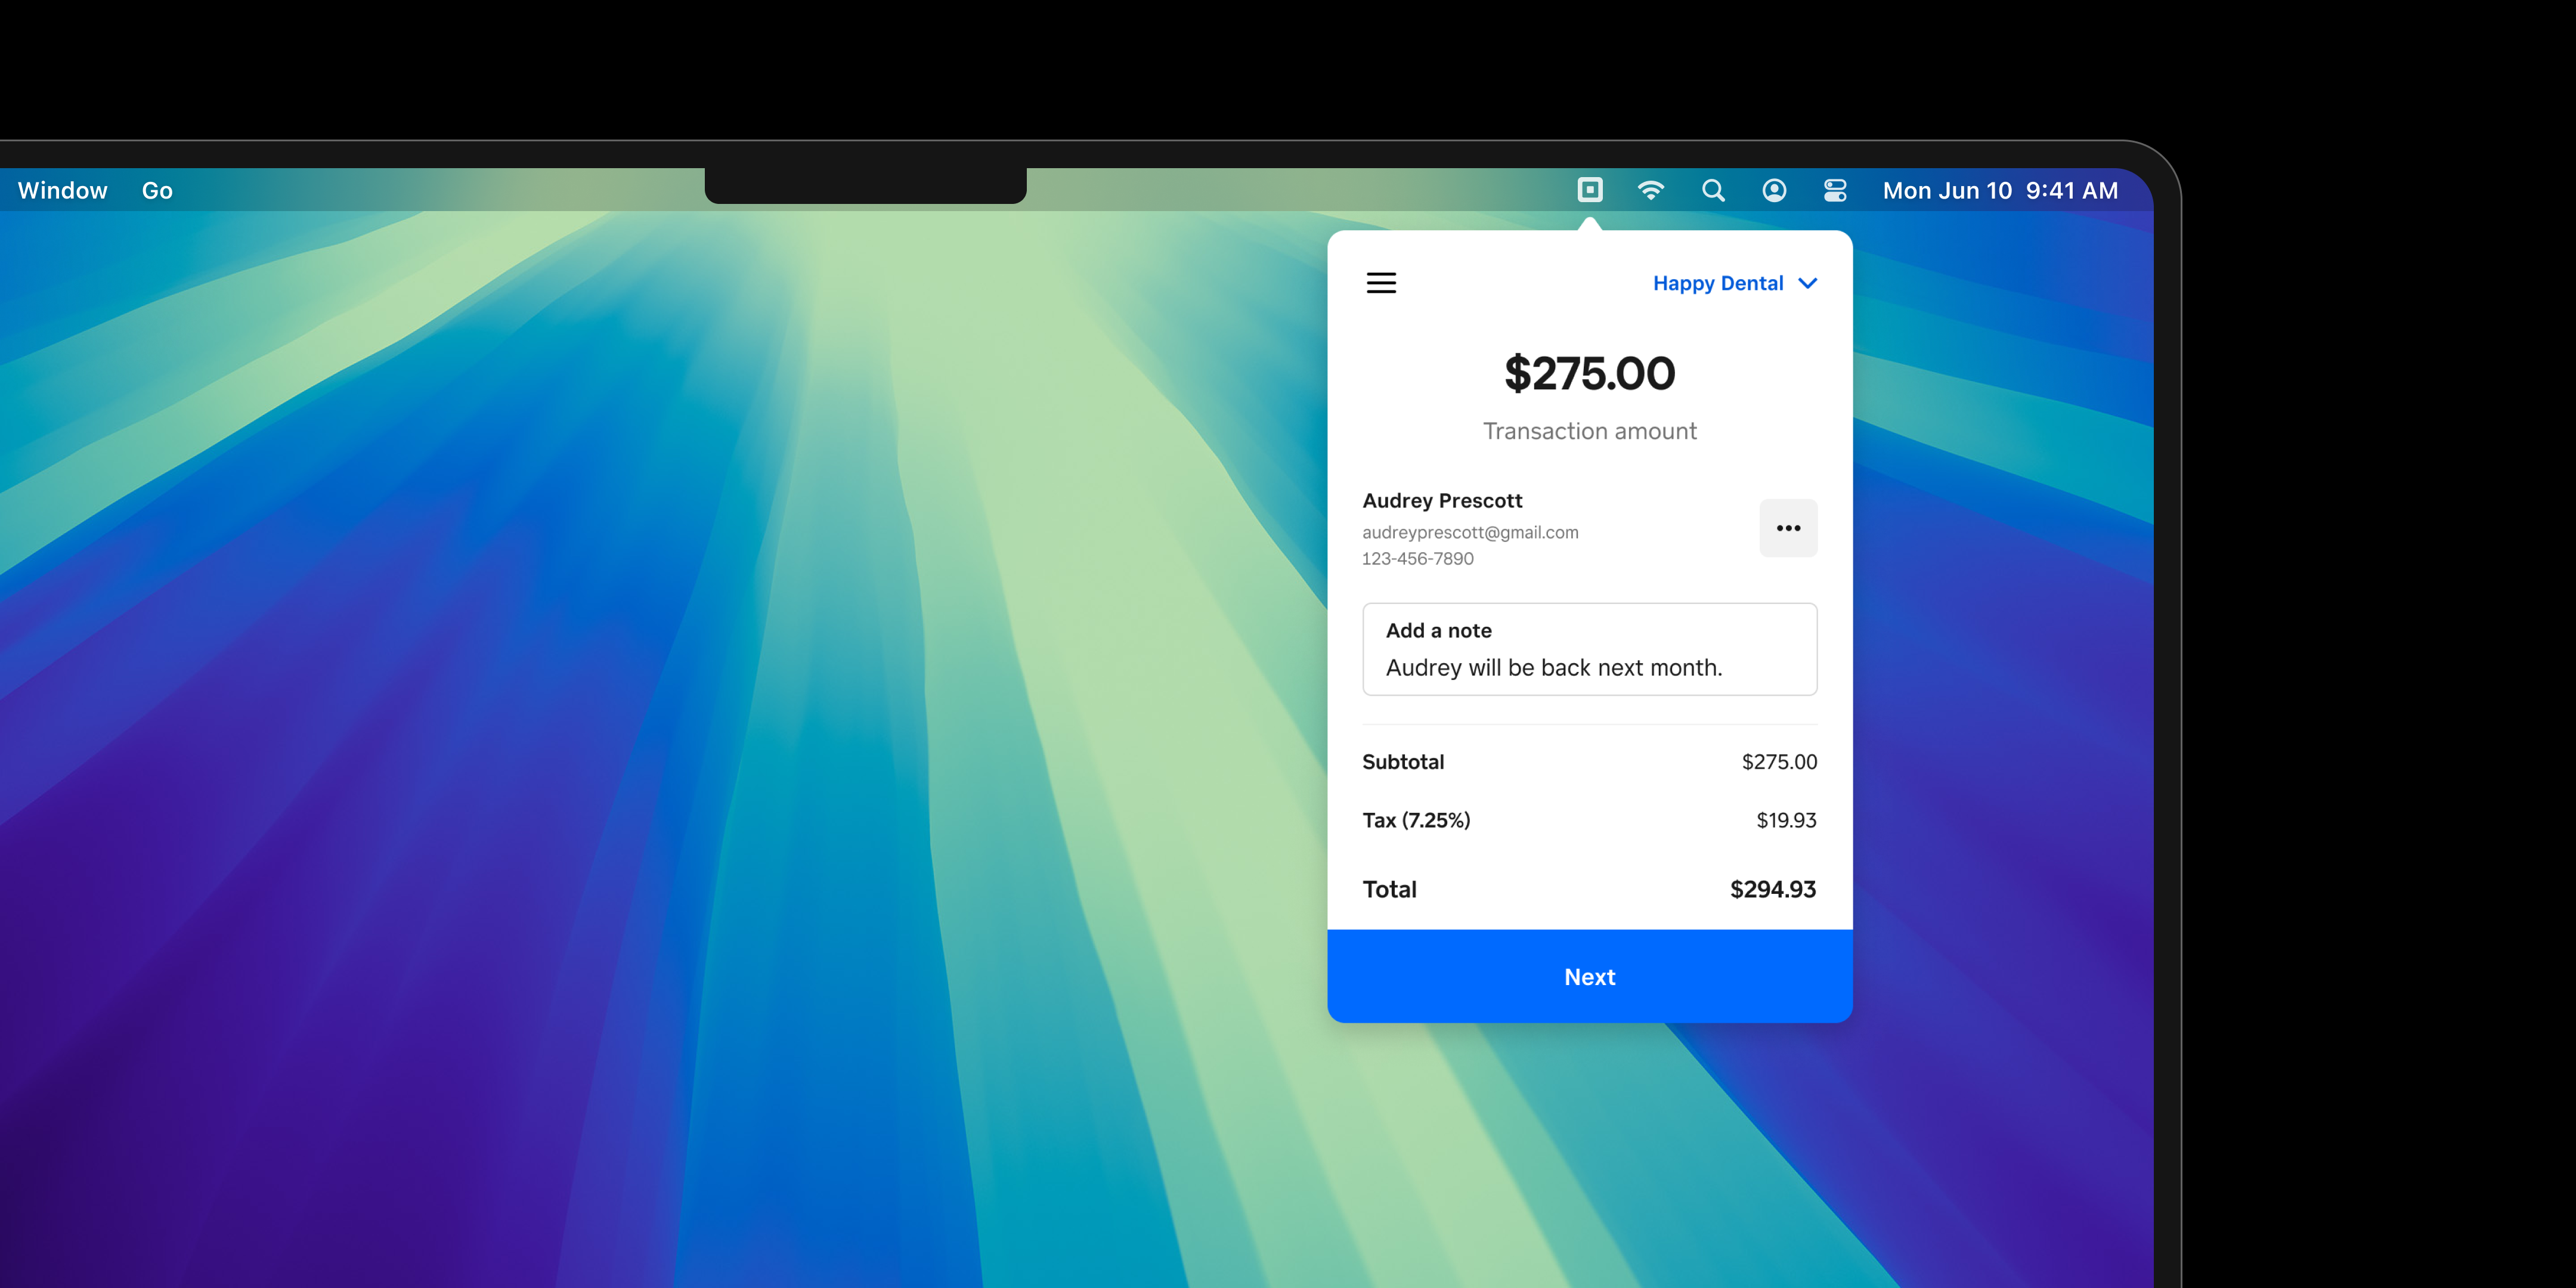 Window Go Mon Jun 10 9:41 AM
Happy Dental
$275.00
Transaction amount
Audrey Prescott
audreyprescott@gmail.com
123-456-7890
Add a note
Audrey will be back next month.
Subtotal $275.00
Tax (7.25%) $19.93
Total $294.93
Next